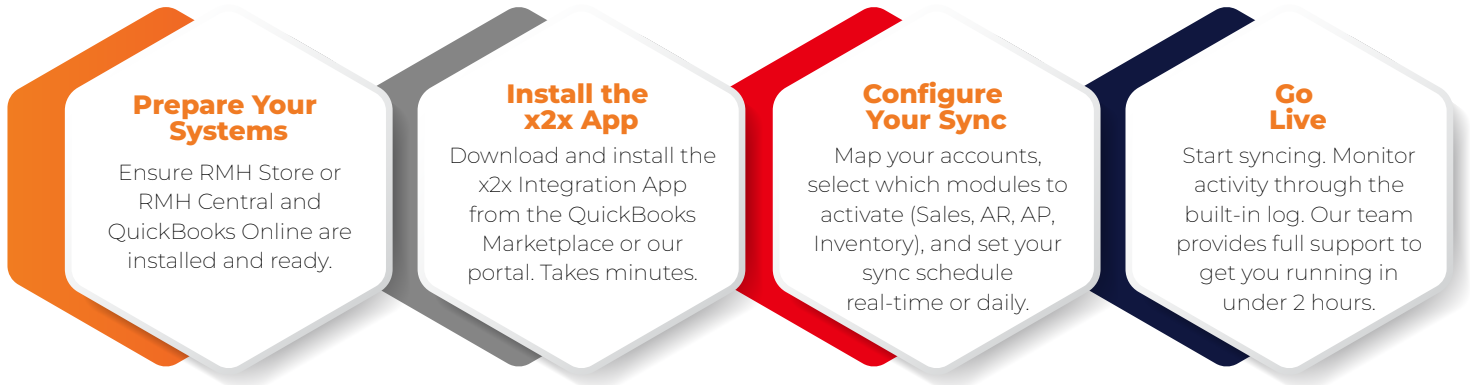 Prepare Your
Systems
Ensure RMH Store or
RMH Central and
QuickBooks Online are
installed and ready.
Install the
x2x App
Download and install the
x2x Integration App
from the QuickBooks
Marketplace or our
portal. Takes minutes.
Configure
Your Sync
Map your accounts,
select which modules to
activate (Sales, AR, AP,
Inventory), and set your
sync schedule
real-time or daily.
Go
Live
Start syncing. Monitor
activity through the
built-in log. Our team
provides full support to
get you running in
under 2 hours.